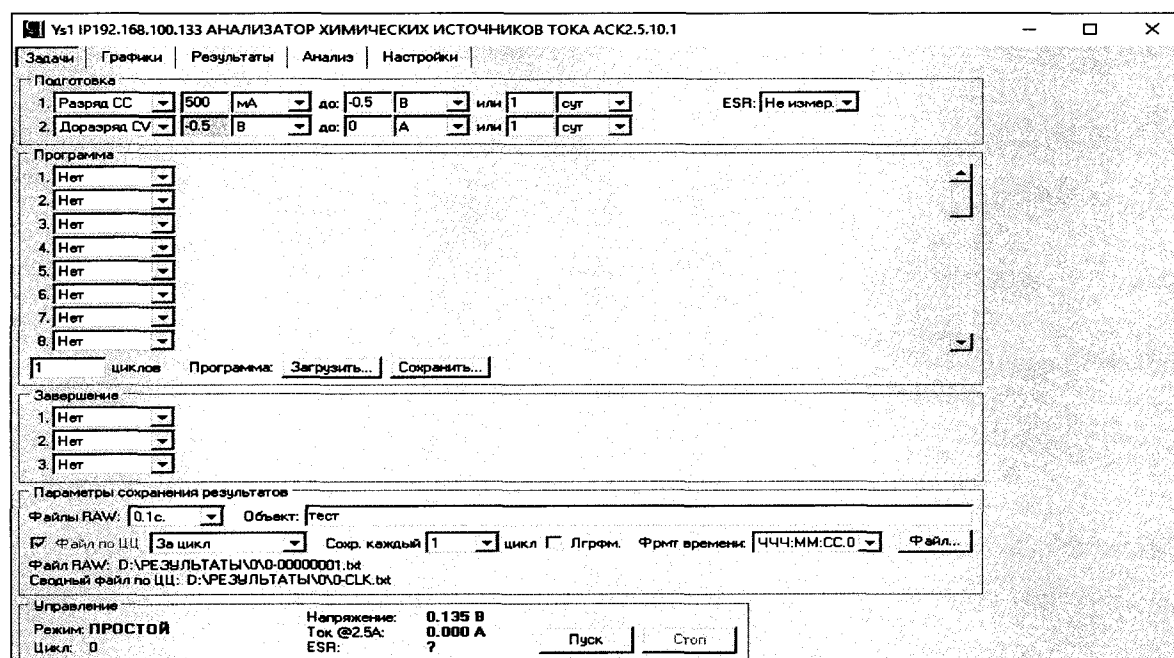 Ys1 IP192.168.100.133 АНАЛИЗАТОР ХИМИЧЕСКИХ ИСТОЧНИКОВ ТОКА АСК2.5.10.1
Задачи Графики Результаты Анализ Настройки
Подготовка
1. Разряд CC 500 мА до: -0.5 В или 1 сут ESR: Не измер.
2. Доразряд CV -0.5 В до: 0 А или 1 сут
Программа
1. Нет
2. Нет
3. Нет
4. Нет
5. Нет
6. Нет
7. Нет
8. Нет
1 циклов Программа: Загрузить... Сохранить...
Завершение
1. Нет
2. Нет
3. Нет
Параметры сохранения результатов
Файлы RAW: 0.1с. Объект: тест
Файл по ЦЦ За цикл Сохр. каждый 1 цикл Лгрфм. Фрмт времени: ЧЧЧ:ММ:СС.0 Файл...
Файл RAW: D:\РЕЗУЛЬТАТЫ\0\0-00000001.txt
Сводный файл по ЦЦ: D:\РЕЗУЛЬТАТЫ\0\0-CLK.txt
Управление
Режим: ПРОСТОЙ Напряжение: 0.135 В
Ток @2.5А: 0.000 А Пуск Стоп
Цикл: 0 ESR: ?